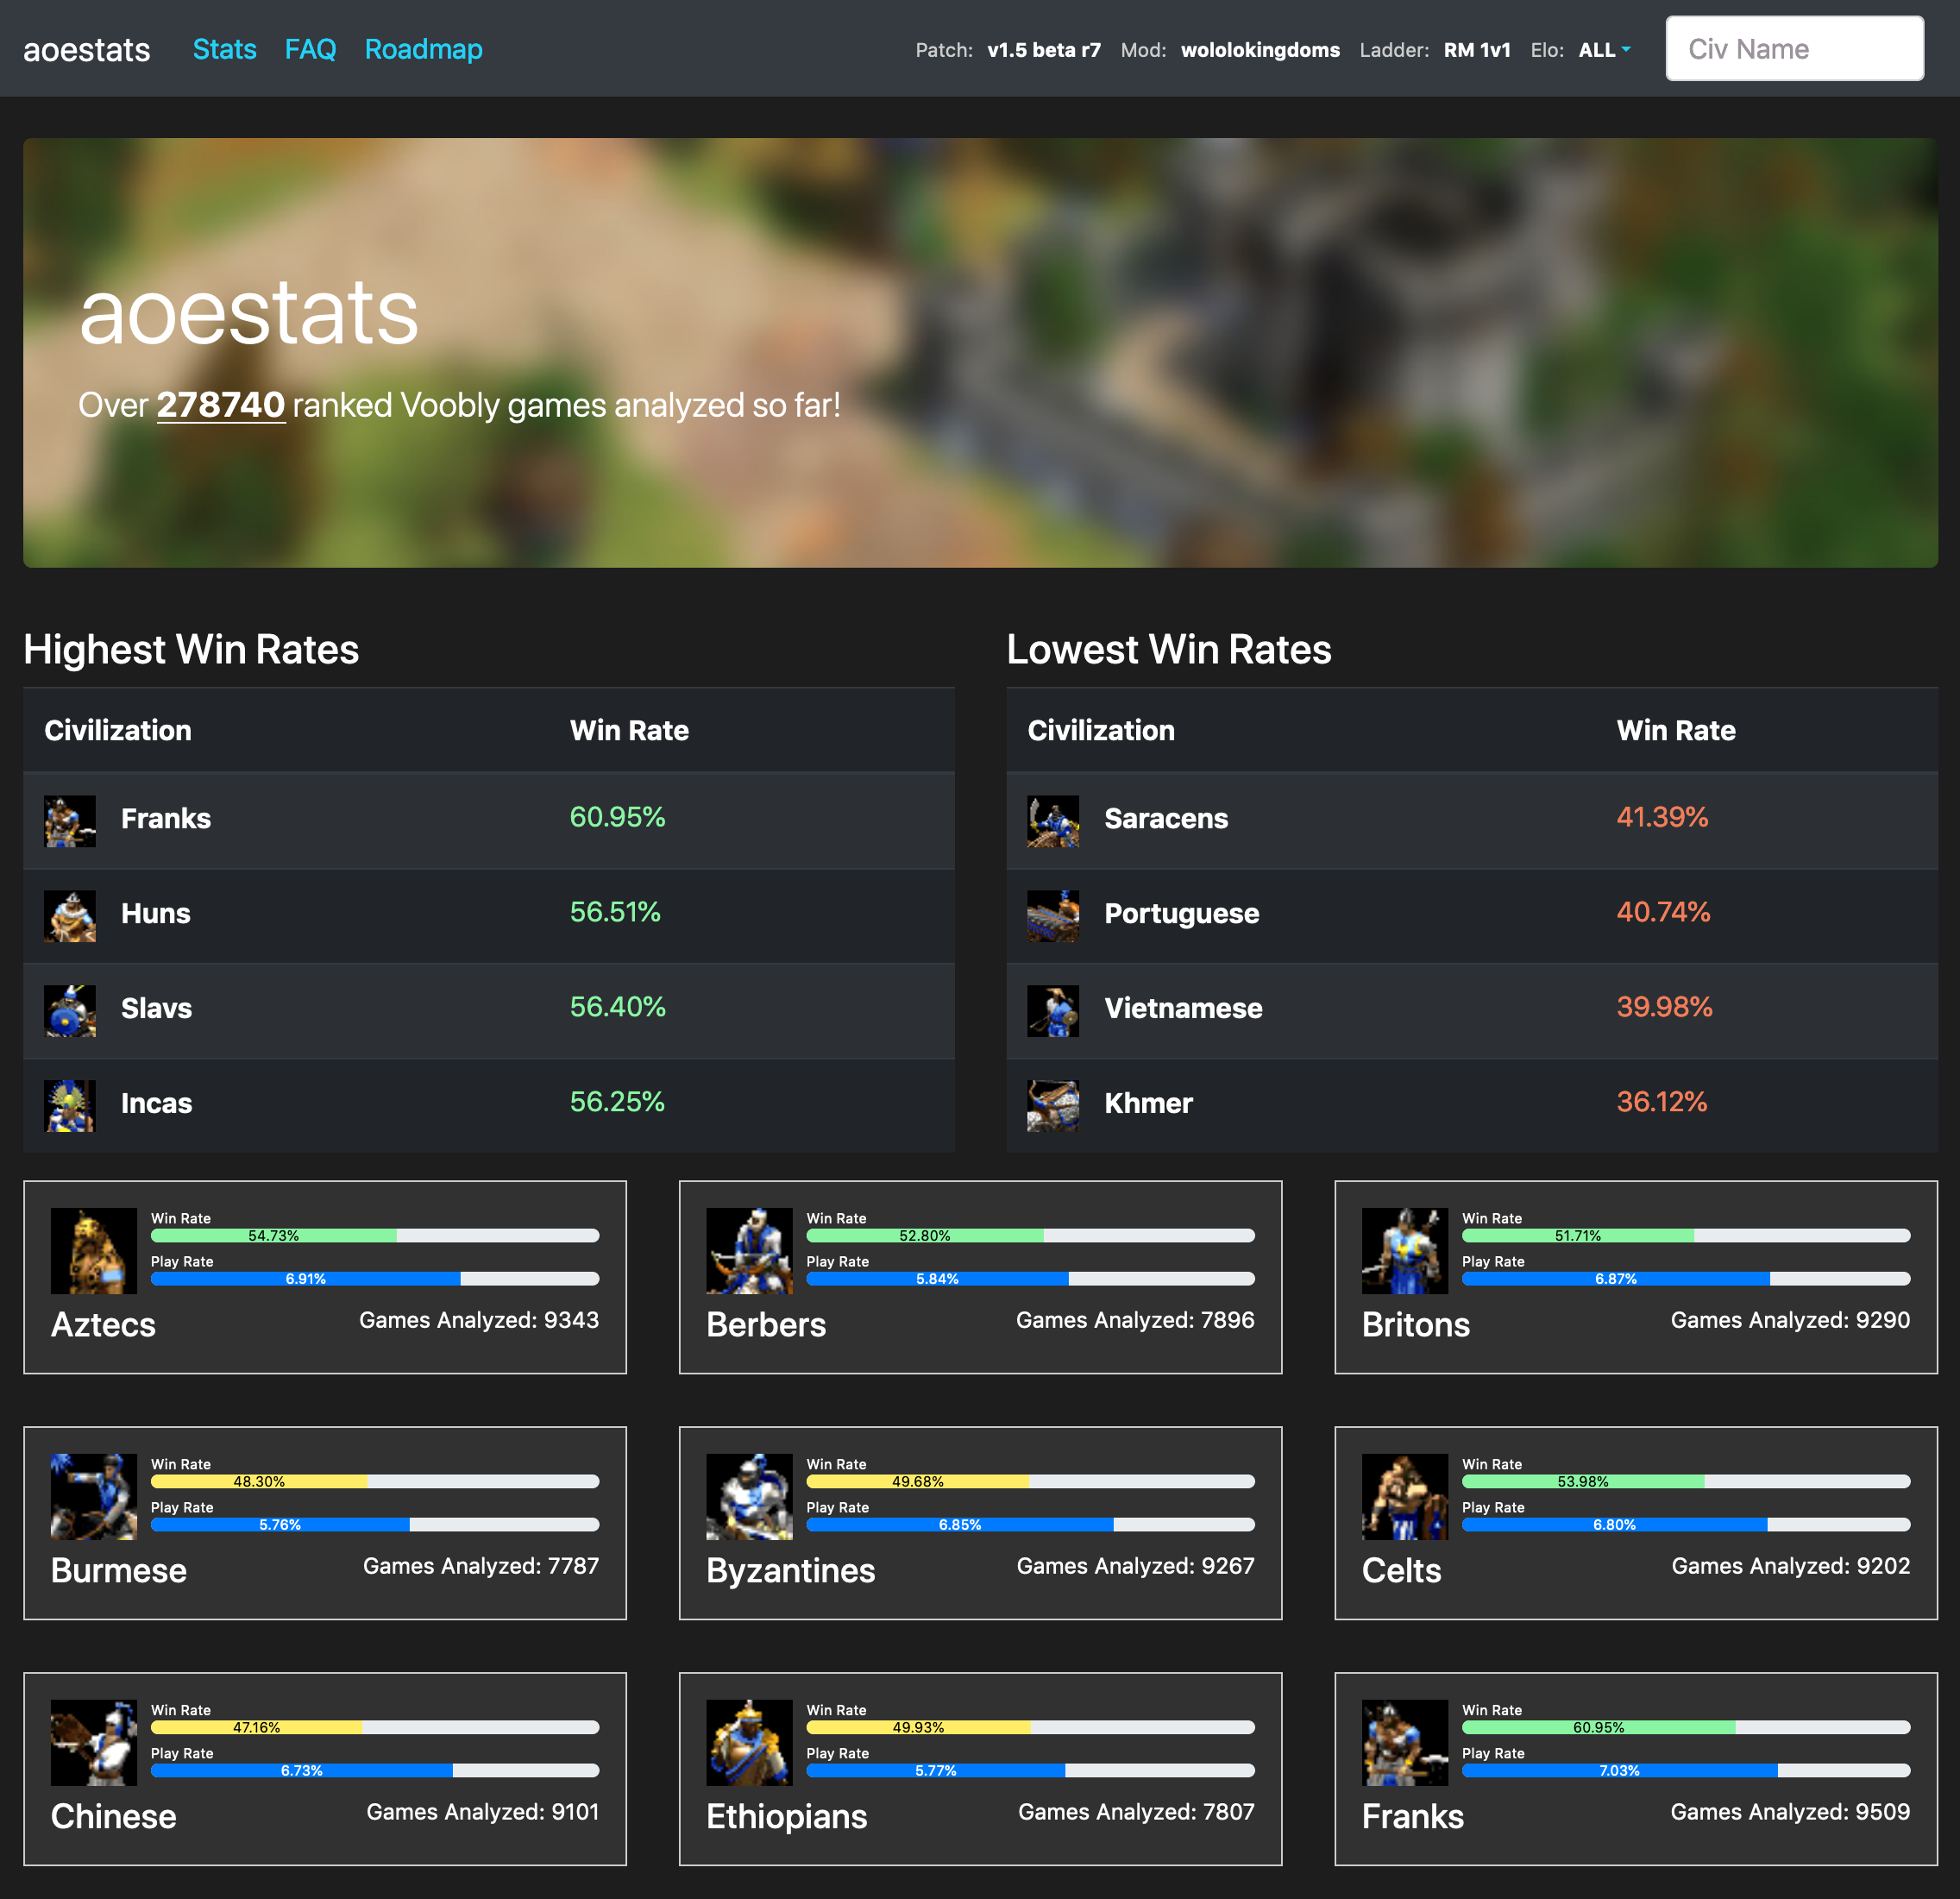 aoestats Stats FAQ Roadmap Patch: v1.5 beta r7 Mod: wololokingdoms Ladder: RM 1v1 Elo: ALL Civ Name
aoestats
Over 278740 ranked Voobly games analyzed so far!
Highest Win Rates
Civilization Win Rate
Franks 60.95%
Huns 56.51%
Slavs 56.40%
Incas 56.25%
Lowest Win Rates
Civilization Win Rate
Saracens 41.39%
Portuguese 40.74%
Vietnamese 39.98%
Khmer 36.12%
Win Rate
54.73%
Play Rate
6.91%
Aztecs Games Analyzed: 9343
Win Rate
52.80%
Play Rate
5.84%
Berbers Games Analyzed: 7896
Win Rate
51.71%
Play Rate
6.87%
Britons Games Analyzed: 9290
Win Rate
48.30%
Play Rate
5.76%
Burmese Games Analyzed: 7787
Win Rate
49.68%
Play Rate
6.85%
Byzantines Games Analyzed: 9267
Win Rate
53.98%
Play Rate
6.80%
Celts Games Analyzed: 9202
Win Rate
47.16%
Play Rate
6.73%
Chinese Games Analyzed: 9101
Win Rate
49.93%
Play Rate
5.77%
Ethiopians Games Analyzed: 7807
Win Rate
60.95%
Play Rate
7.03%
Franks Games Analyzed: 9509